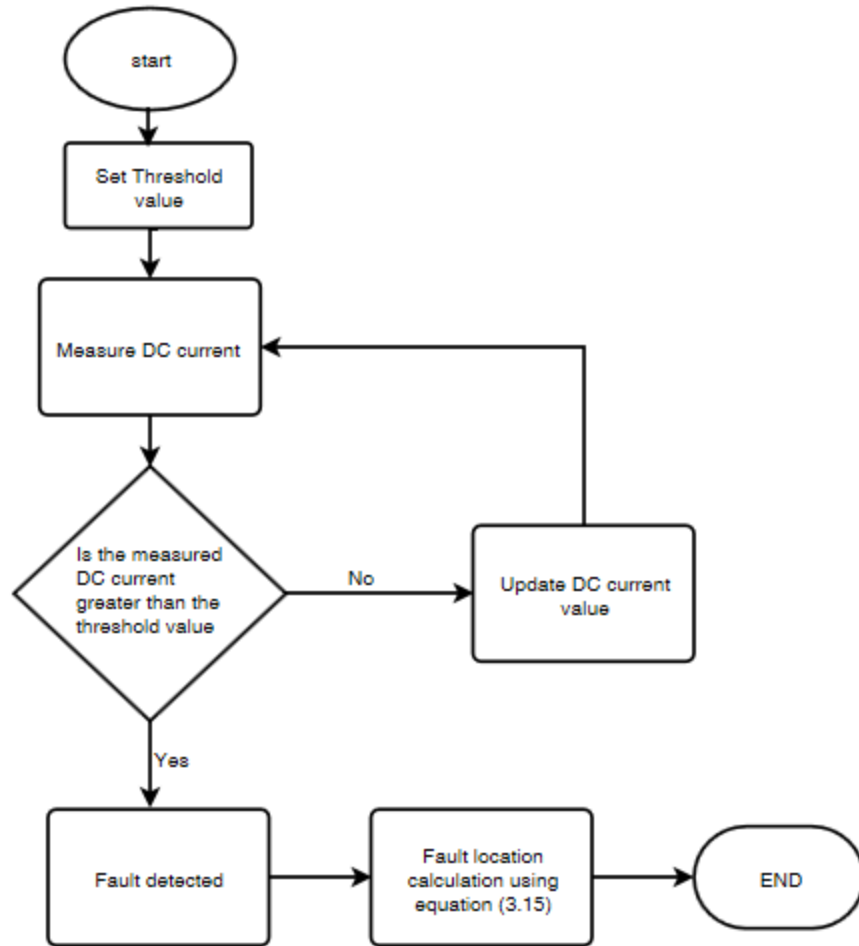 start
Set Threshold
value
Measure DC current
Is the measured
DC current
greater than the
threshold value
No
Update DC current
value
Yes
Fault detected
Fault location
calculation using
equation (3.15)
END